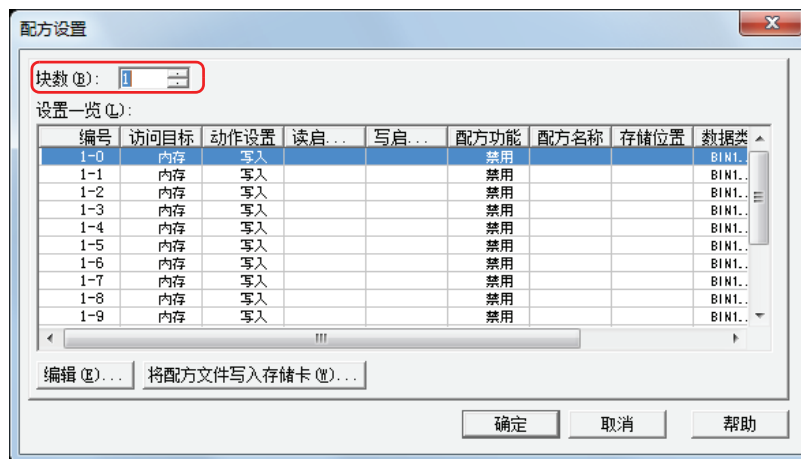 配方设置
块数(B): 1
设置一览(L):
编号 访问目标 动作设置 读启... 写启... 配方功能 配方名称 存储位置 数据类
1-0 内存 写入 禁用 BIN1..
1-1 内存 写入 禁用 BIN1..
1-2 内存 写入 禁用 BIN1..
1-3 内存 写入 禁用 BIN1..
1-4 内存 写入 禁用 BIN1..
1-5 内存 写入 禁用 BIN1..
1-6 内存 写入 禁用 BIN1..
1-7 内存 写入 禁用 BIN1..
1-8 内存 写入 禁用 BIN1..
1-9 内存 写入 禁用 BIN1..
编辑(E)... 将配方文件写入存储卡(W)...
确定 取消 帮助